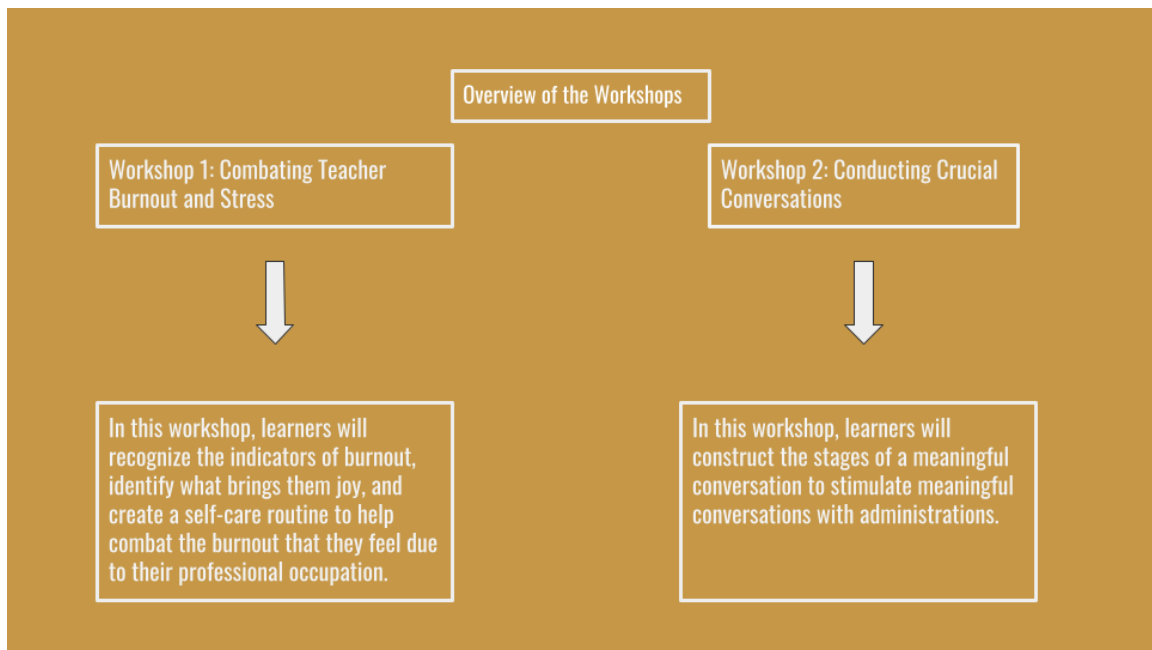 Overview of the Workshops
Workshop 1: Combating Teacher
Burnout and Stress
Workshop 2: Conducting Crucial
Conversations
In this workshop, learners will
recognize the indicators of burnout,
identify what brings them joy, and
create a self-care routine to help
combat the burnout that they feel due
to their professional occupation.
In this workshop, learners will
construct the stages of a meaningful
conversation to stimulate meaningful
conversations with administrations.